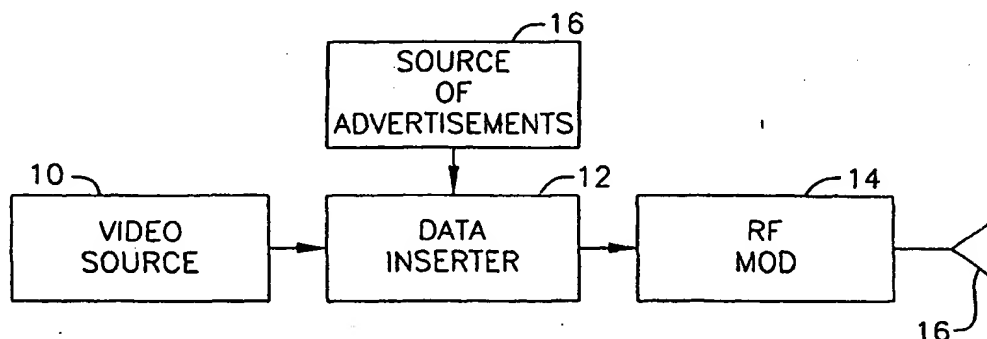 16
SOURCE
OF
ADVERTISEMENTS
10
VIDEO
SOURCE
12
DATA
INSERTER
14
RF
MOD
16